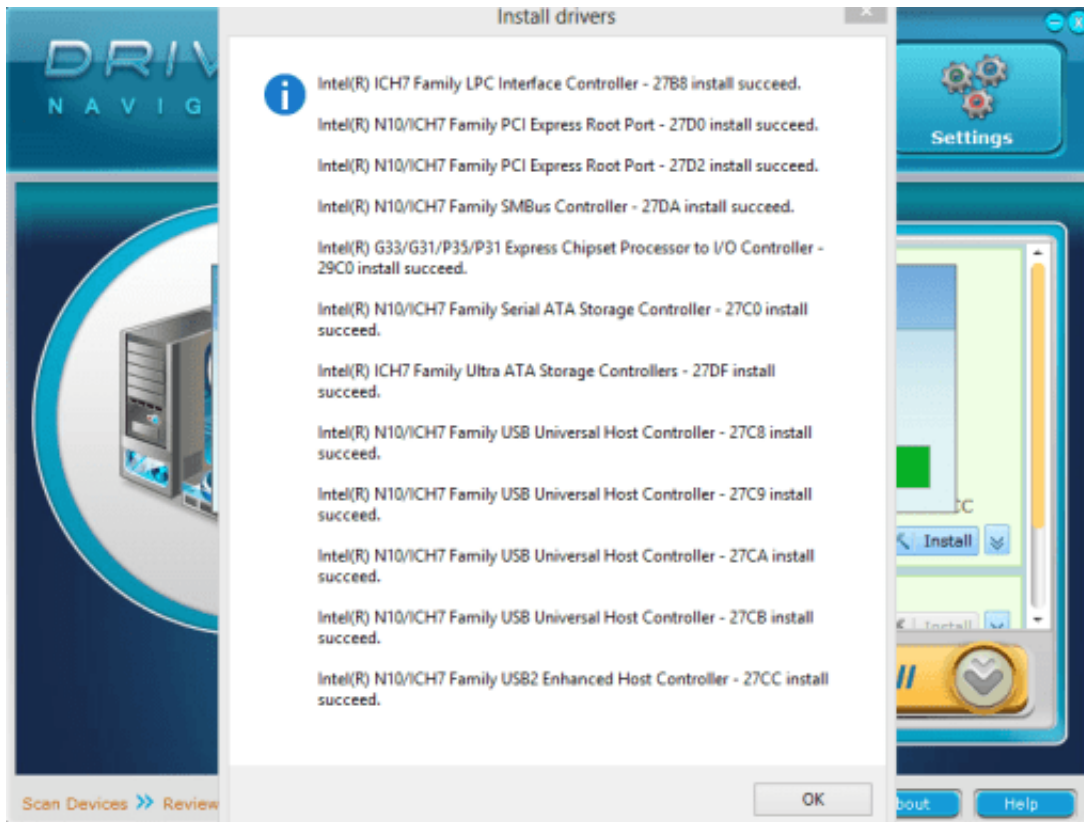 Install drivers
DRIV
NAVIG
Settings
Intel(R) ICH7 Family LPC Interface Controller - 27B8 install succeed.
Intel(R) N10/ICH7 Family PCI Express Root Port - 27D0 install succeed.
Intel(R) N10/ICH7 Family PCI Express Root Port - 27D2 install succeed.
Intel(R) N10/ICH7 Family SMBus Controller - 27DA install succeed.
Intel(R) G33/G31/P35/P31 Express Chipset Processor to I/O Controller -
29C0 install succeed.
Intel(R) N10/ICH7 Family Serial ATA Storage Controller - 27C0 install
succeed.
Intel(R) ICH7 Family Ultra ATA Storage Controllers - 27DF install
succeed.
Intel(R) N10/ICH7 Family USB Universal Host Controller - 27C8 install
succeed.
Intel(R) N10/ICH7 Family USB Universal Host Controller - 27C9 install
succeed.
CC
Install
Intel(R) N10/ICH7 Family USB Universal Host Controller - 27CA install
succeed.
Intel(R) N10/ICH7 Family USB Universal Host Controller - 27CB install
succeed.
Install
Intel(R) N10/ICH7 Family USB2 Enhanced Host Controller - 27CC install
succeed.
ll
Scan Devices >> Review
OK
bout
Help